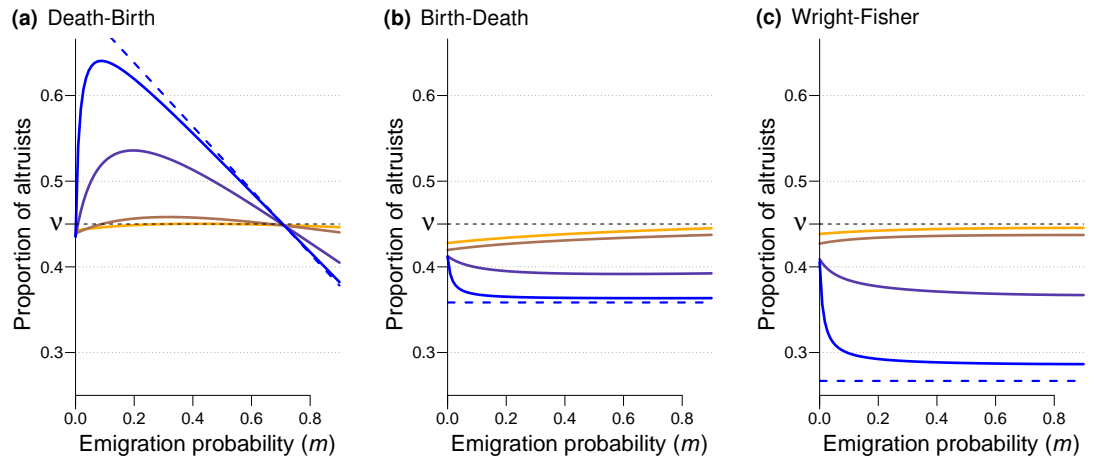 (a) Death-Birth
Proportion of altruists
0.6
0.5
ν
0.4
0.3
0.0 0.2 0.4 0.6 0.8
Emigration probability (m)
(b) Birth-Death
Proportion of altruists
0.6
0.5
ν
0.4
0.3
0.0 0.2 0.4 0.6 0.8
Emigration probability (m)
(c) Wright-Fisher
Proportion of altruists
0.6
0.5
ν
0.4
0.3
0.0 0.2 0.4 0.6 0.8
Emigration probability (m)